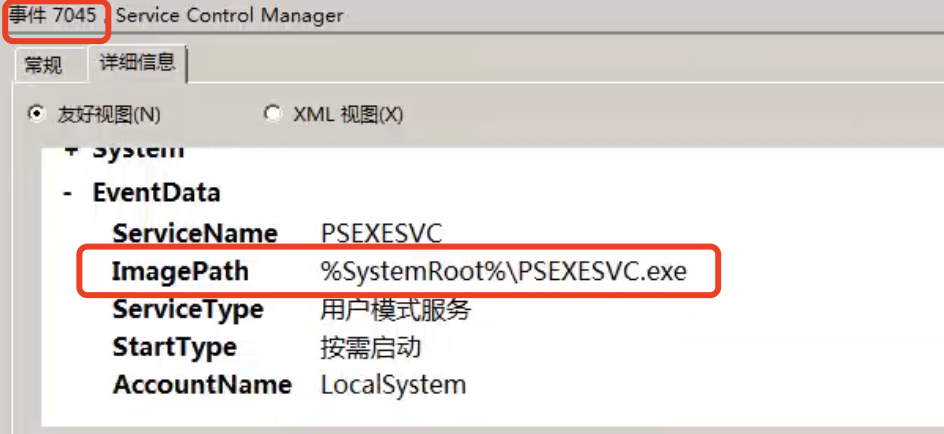 事件 7045, Service Control Manager
常规 详细信息
友好视图(N) XML 视图(X)
+ System
- EventData
ServiceName PSEXESVC
ImagePath %SystemRoot%\PSEXESVC.exe
ServiceType 用户模式服务
StartType 按需启动
AccountName LocalSystem